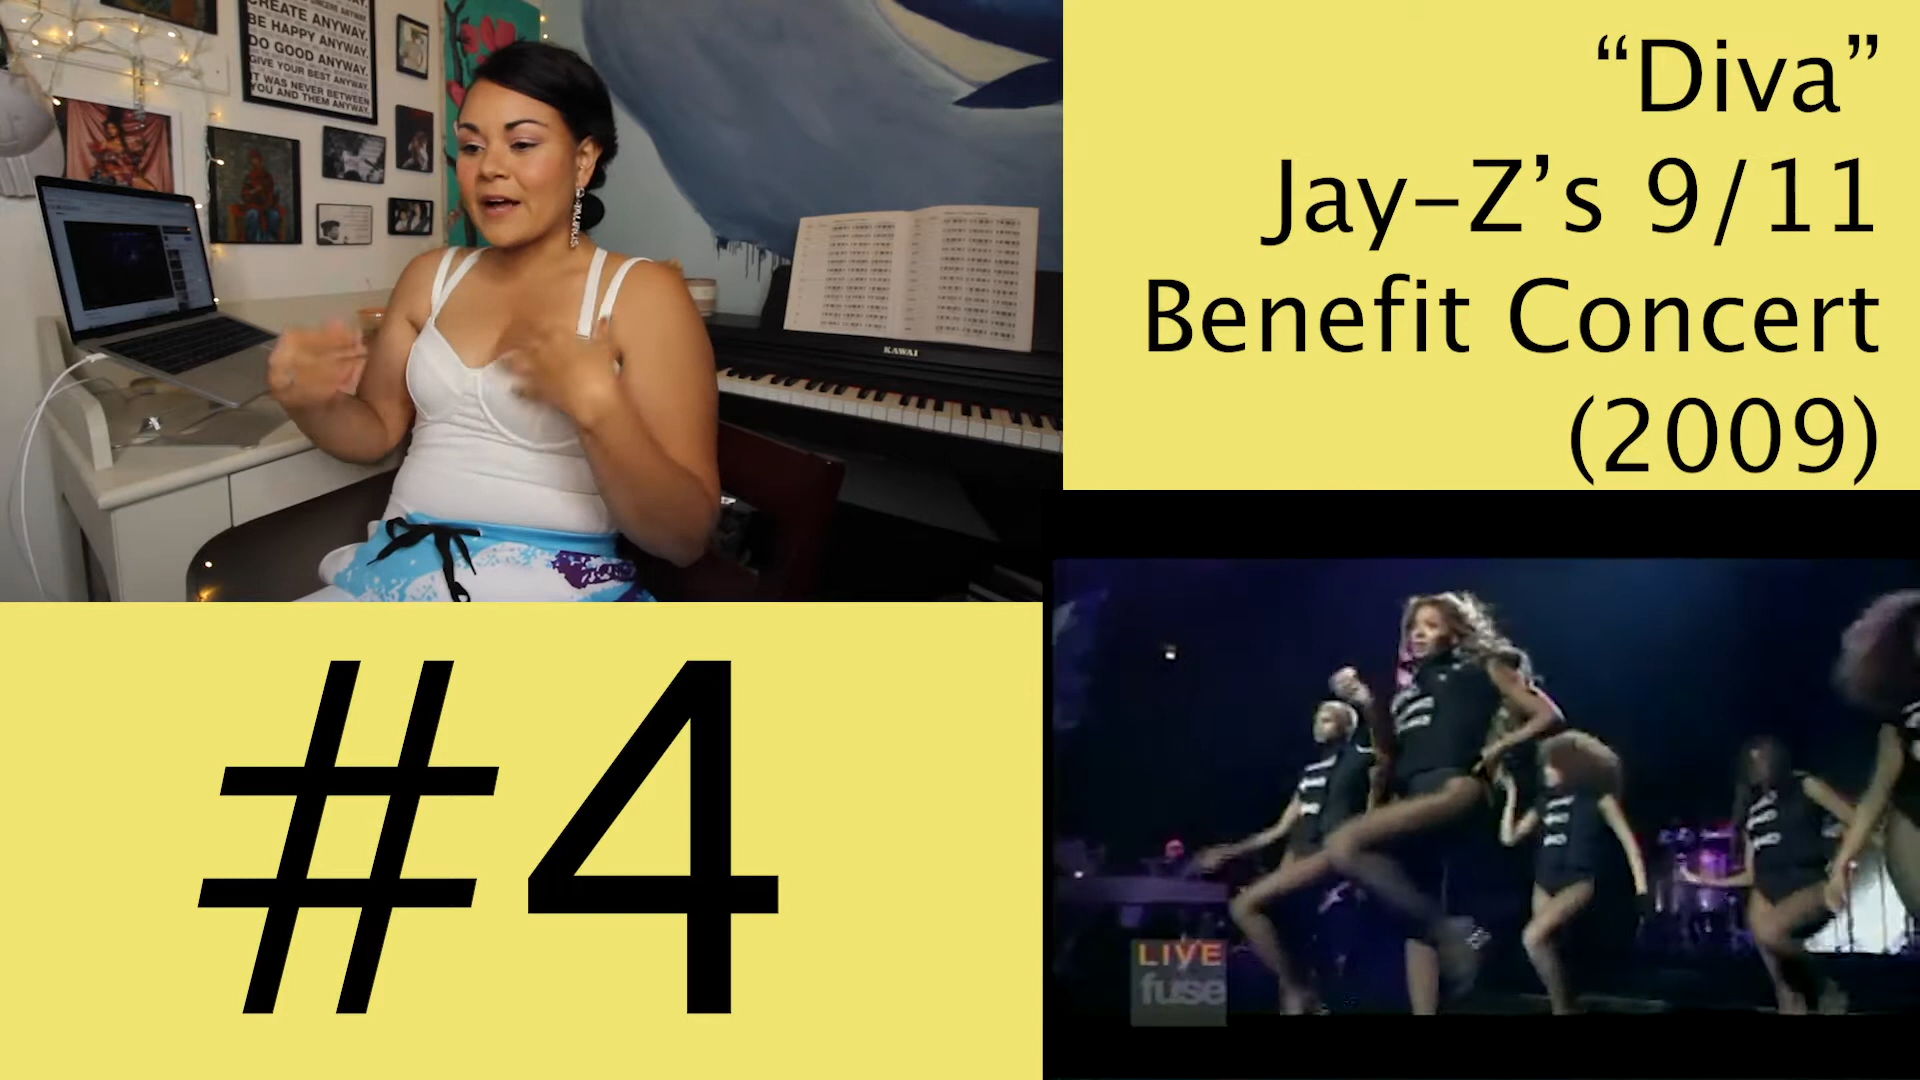 CREATE ANYWAY.
BE HAPPY ANYWAY.
DO GOOD ANYWAY.
GIVE YOUR BEST ANYWAY.
IT WAS NEVER BETWEEN
YOU AND THEM ANYWAY.
KAWAI
“Diva”
Jay-Z’s 9/11
Benefit Concert
(2009)
#4
LIVE
fuse